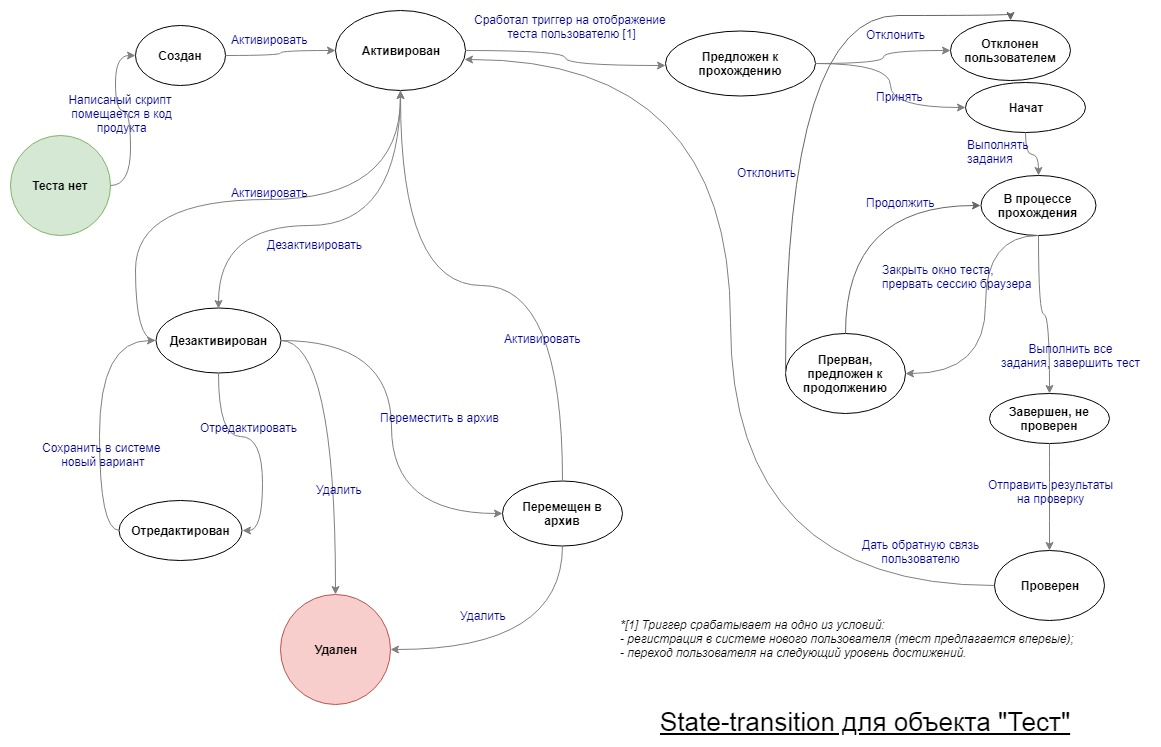 Сработал триггер на отображение
теста пользователю [1]
Создан
Активировать
Активирован
Предложен к
прохождению
Отклонить
Отклонен
пользователем
Принять
Начат
Написаный скрипт
помещается в код
продукта
Теста нет
Выполнять
задания
Отклонить
Активировать
Продолжить
В процессе
прохождения
Дезактивировать
Закрыть окно теста,
прервать сессию браузера
Дезактивирован
Активировать
Прерван,
предложен к
продолжению
Выполнить все
задания, завершить тест
Переместить в архив
Отредактировать
Завершен, не
проверен
Сохранить в системе
новый вариант
Удалить
Отправить результаты
на проверку
Перемещен в
архив
Отредактирован
Дать обратную связь
пользователю
Проверен
Удалить
Удален
*[1] Триггер срабатывает на одно из условий:
- регистрация в системе нового пользователя (тест предлагается впервые);
- переход пользователя на следующий уровень достижений.
State-transition для объекта "Тест"